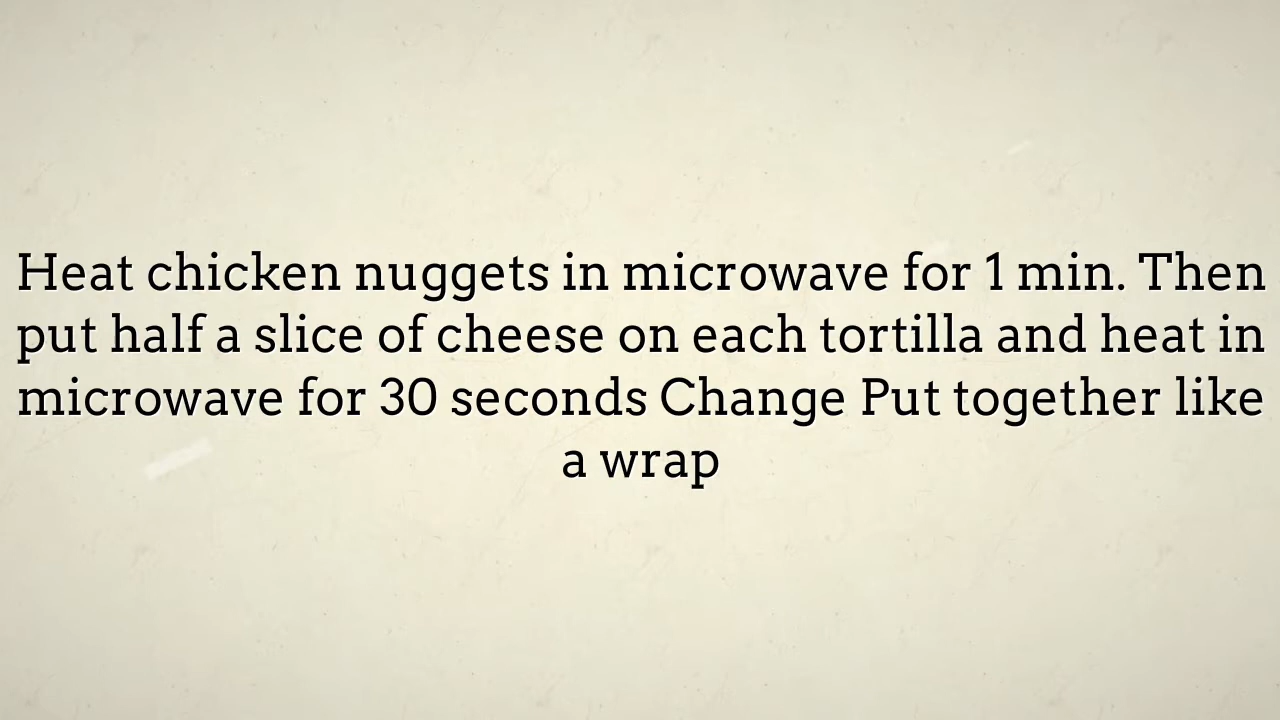 Heat chicken nuggets in microwave for 1 min. Then
put half a slice of cheese on each tortilla and heat in
microwave for 30 seconds Change Put together like
a wrap